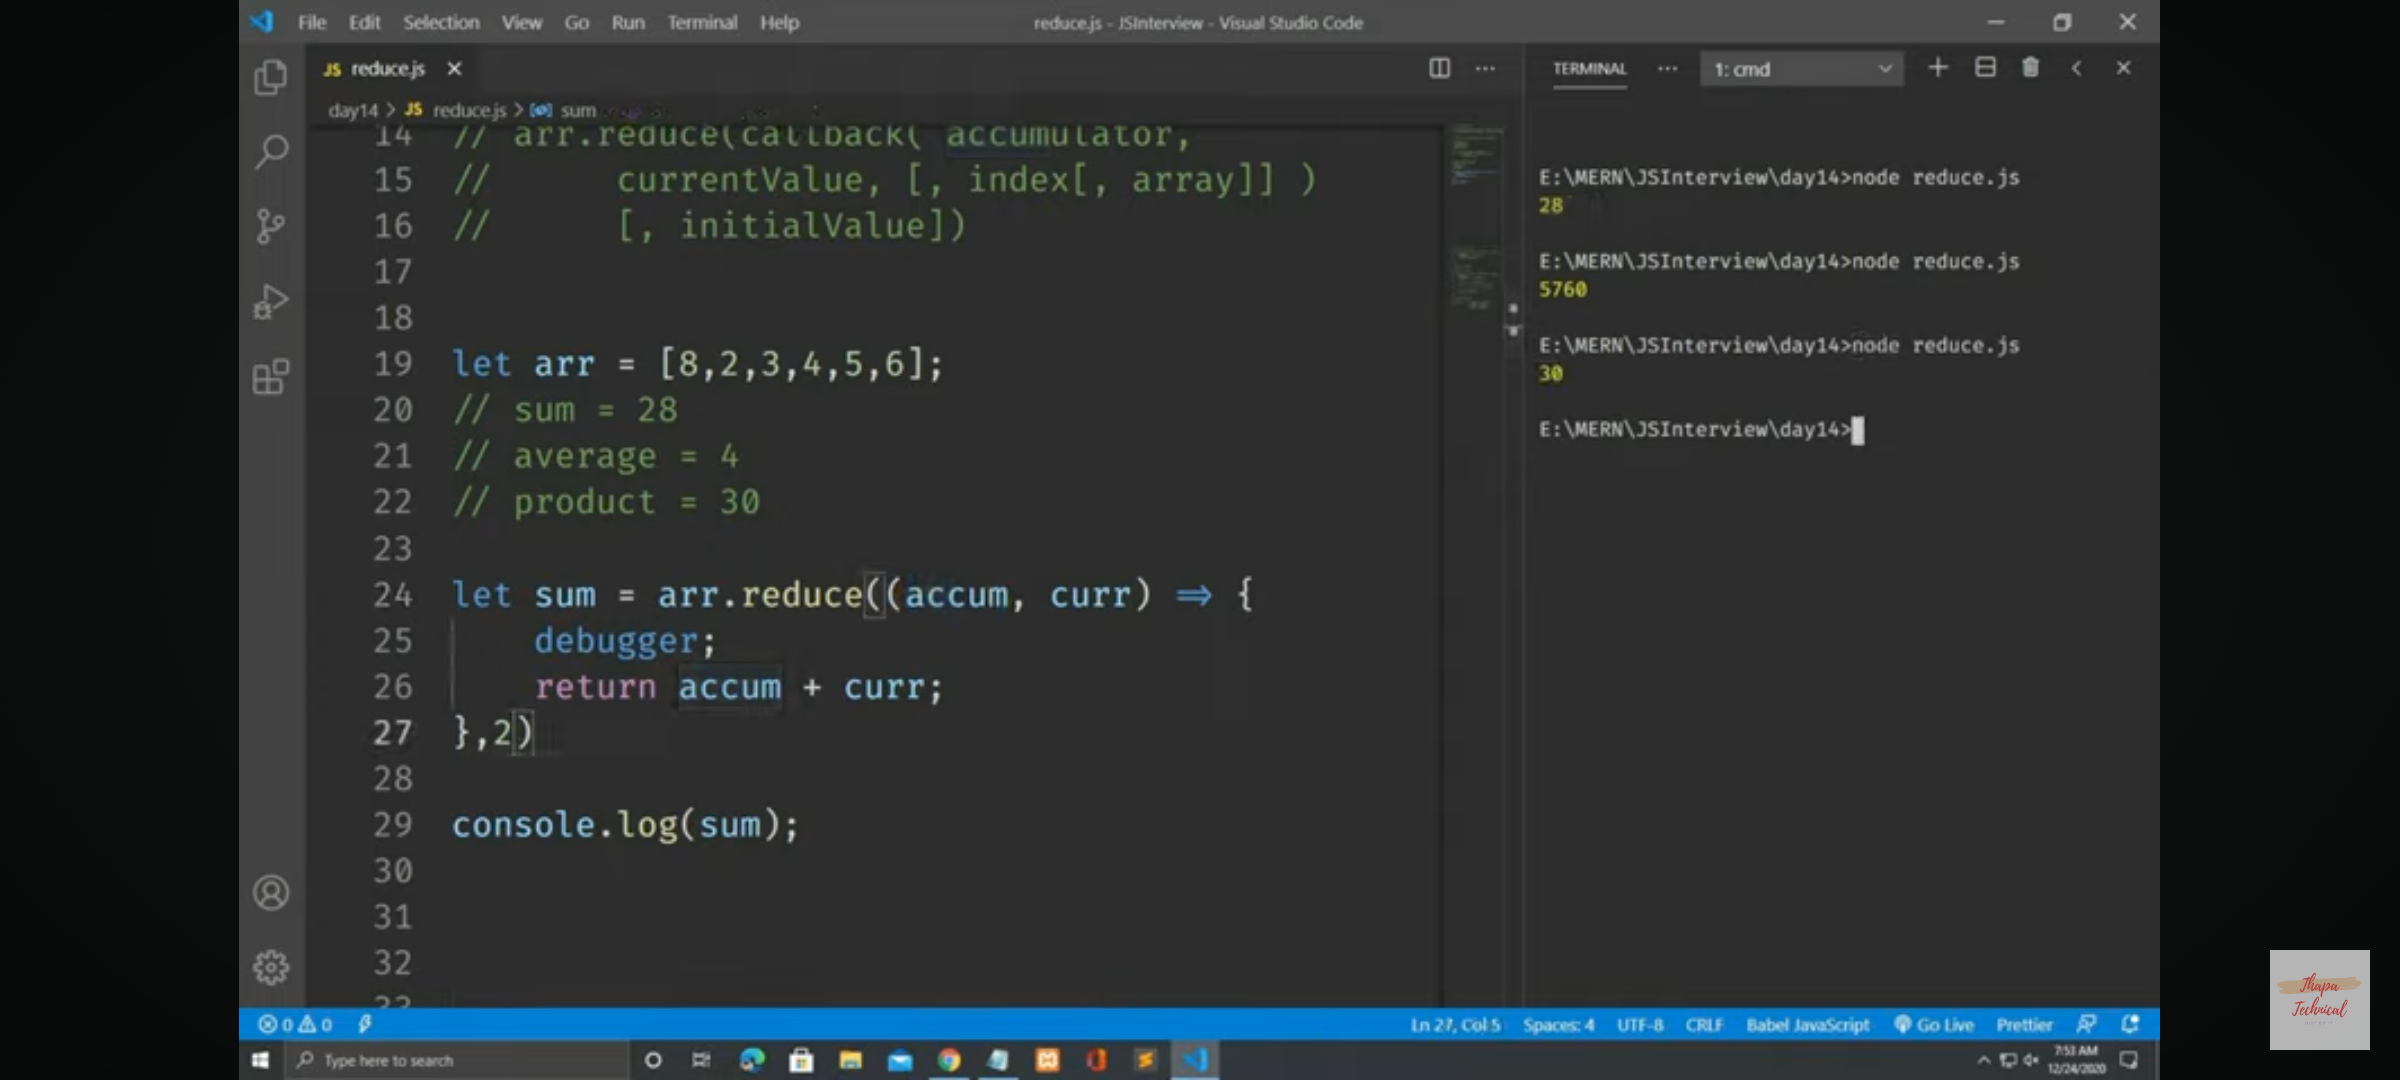 File Edit Selection View Go Run Terminal Help
reduce.js - JSInterview - Visual Studio Code
JS reduce.js
day14 > JS reduce.js > sum
14 // arr.reduce(callback( accumulator,
15 //      currentValue, [, index[, array]] )
16 //      [, initialValue])
17
18
19 let arr = [8,2,3,4,5,6];
20 // sum = 28
21 // average = 4
22 // product = 30
23
24 let sum = arr.reduce((accum, curr) => {
25     debugger;
26     return accum + curr;
27 },2)
28
29 console.log(sum);
30
31
32
33
TERMINAL ... 1: cmd
E:\MERN\JSInterview\day14>node reduce.js
28
E:\MERN\JSInterview\day14>node reduce.js
5760
E:\MERN\JSInterview\day14>node reduce.js
30
E:\MERN\JSInterview\day14>
0 0
Ln 27, Col 5 Spaces: 4 UTF-8 CRLF Babel JavaScript Go Live Prettier
Type here to search
7:53 AM
12/24/2020
Thapa
Technical